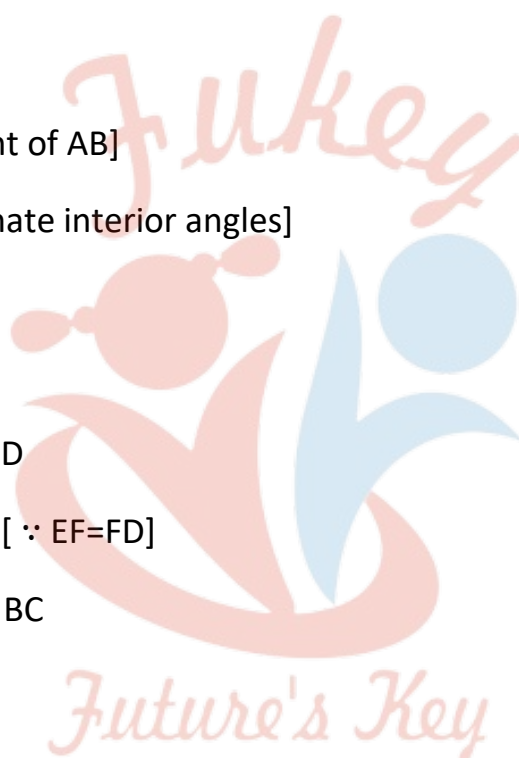 Fukey
nt of AB]
nate interior angles]
D
[ ∵ EF=FD]
BC
Future's Key